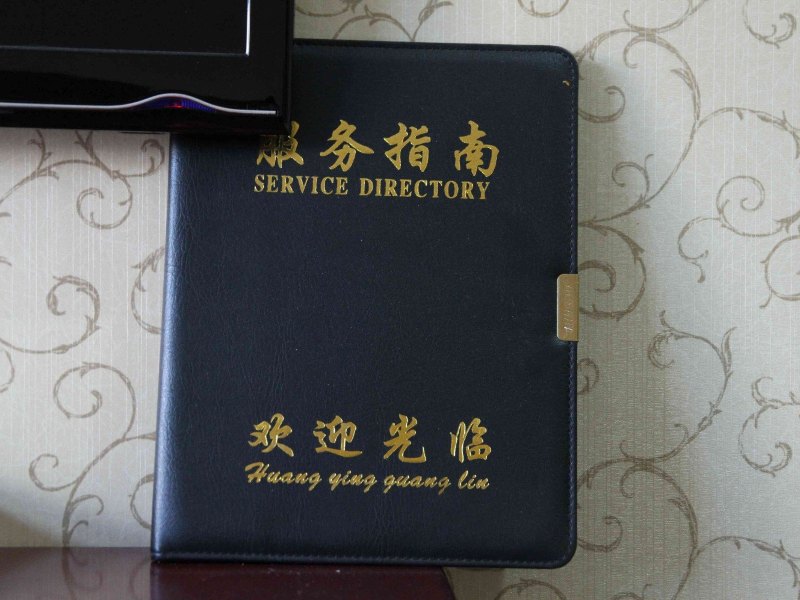 服务指南
SERVICE DIRECTORY
欢迎光临
Huang ying guang lin